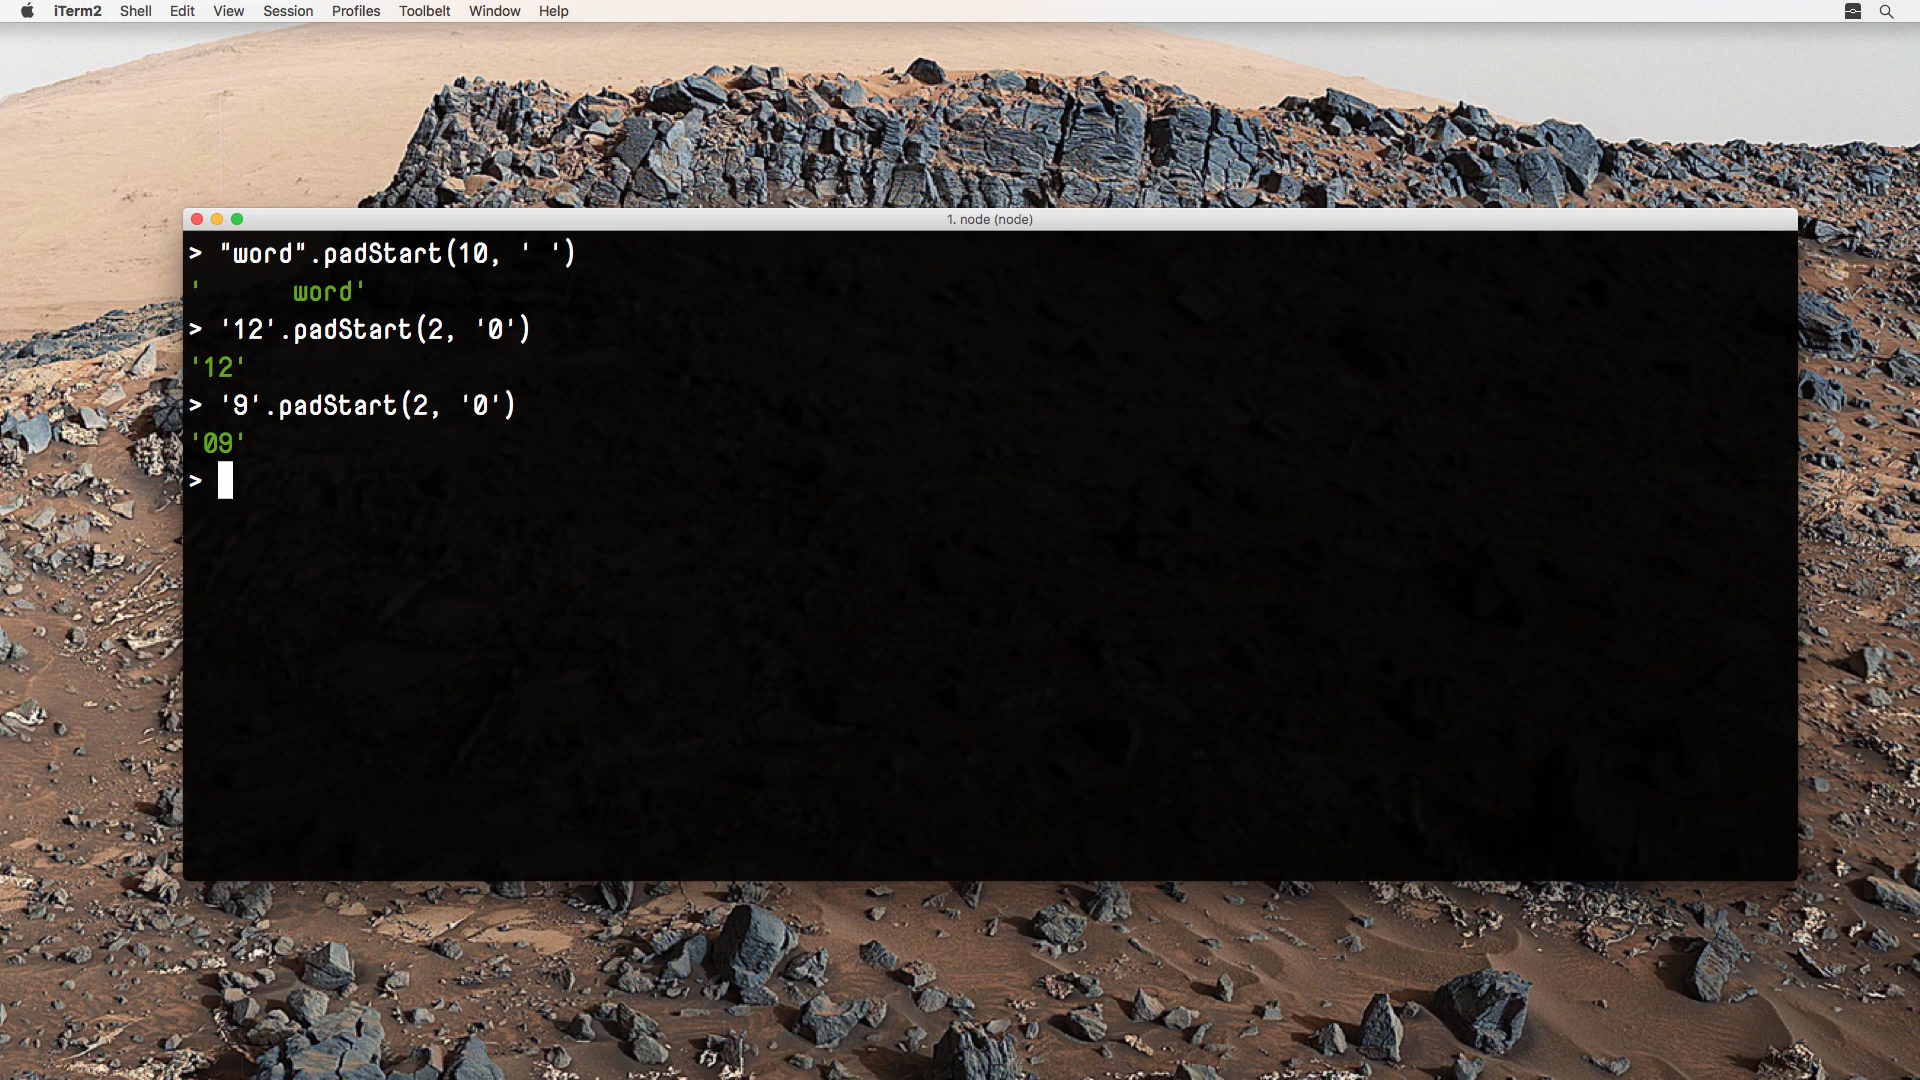 iTerm2 Shell Edit View Session Profiles Toolbelt Window Help
1. node (node)
> "word".padStart(10, ' ')
'      word'
> '12'.padStart(2, '0')
'12'
> '9'.padStart(2, '0')
'09'
>